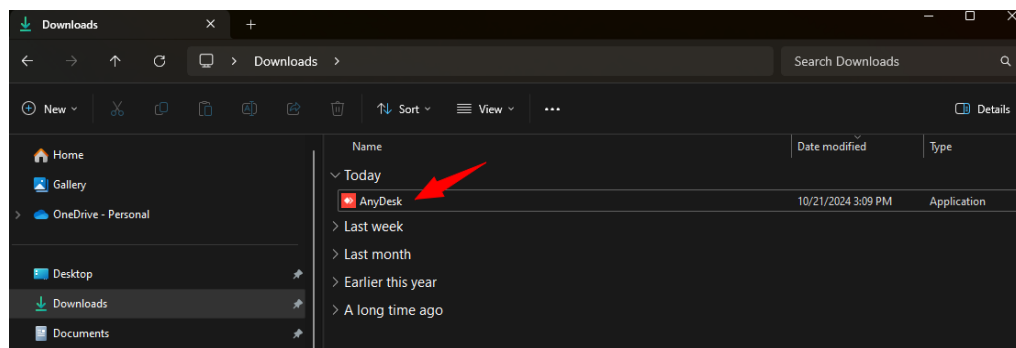 Downloads
Downloads
Search Downloads
New
Sort
View
Details
Name
Date modified
Type
Home
Gallery
OneDrive - Personal
Desktop
Downloads
Documents
Today
AnyDesk
10/21/2024 3:09 PM
Application
Last week
Last month
Earlier this year
A long time ago